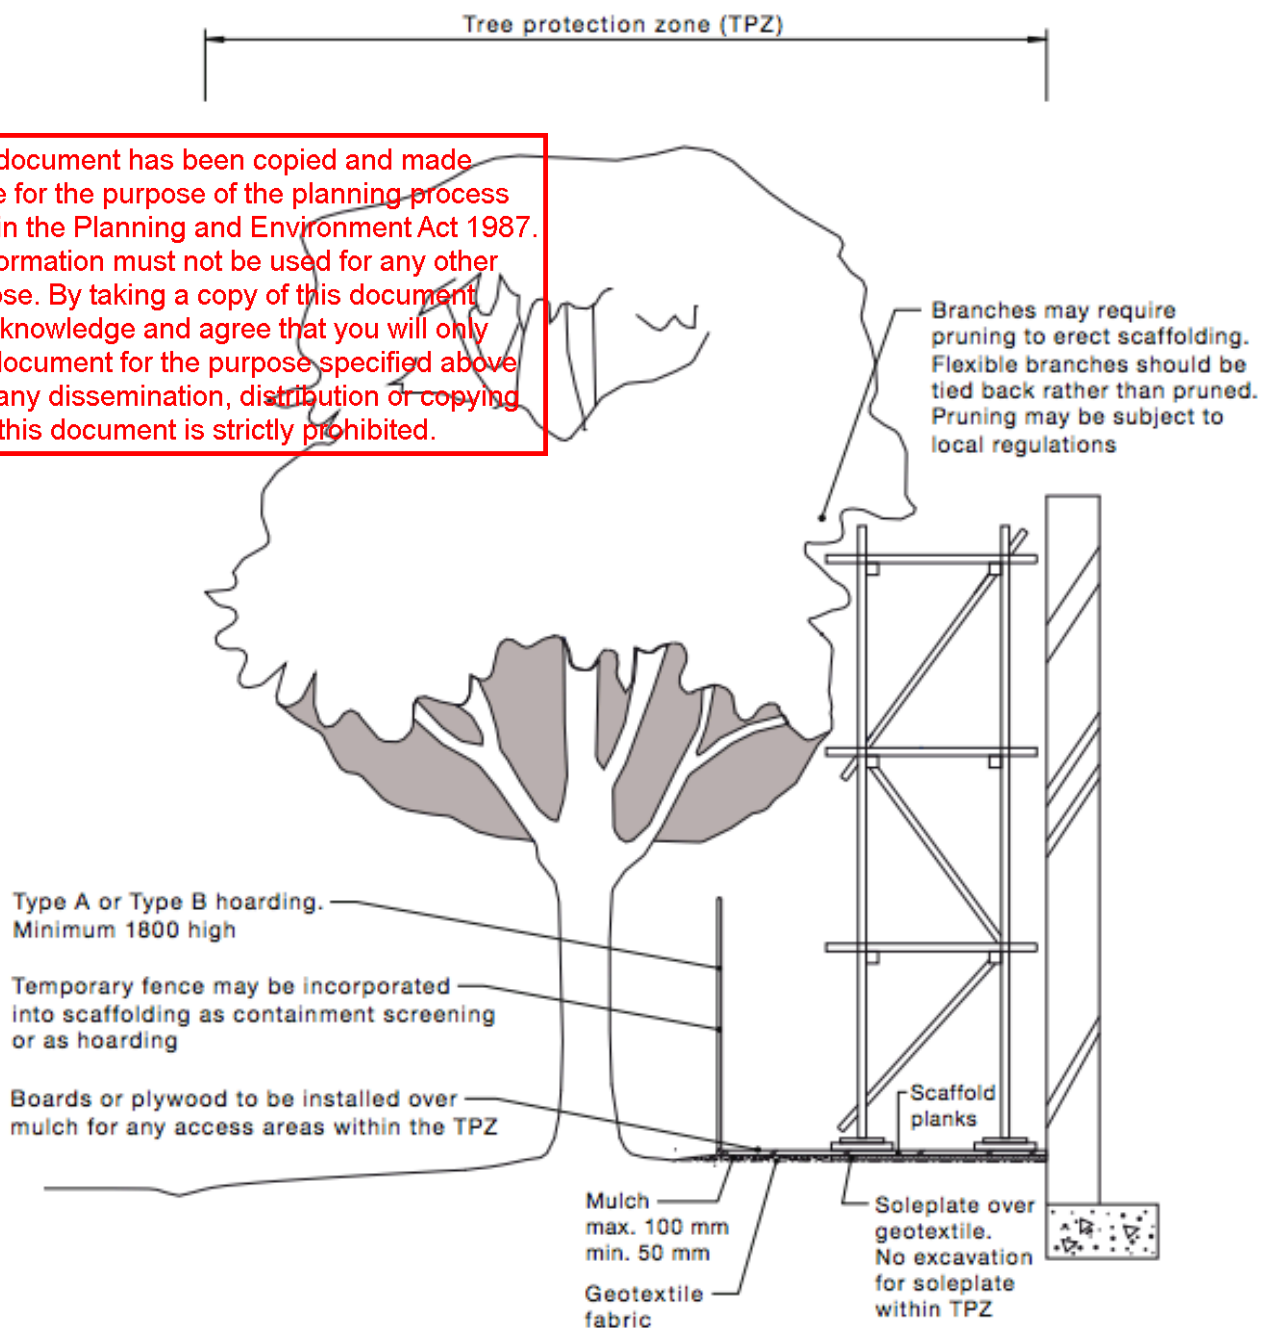 Tree protection zone (TPZ)
document has been copied and made
for the purpose of the planning process
in the Planning and Environment Act 1987.
must not be used for any other
By taking a copy of this document
and agree that you will only
document for the purpose specified above
any dissemination, distribution or copying
this document is strictly prohibited.
Branches may require
pruning to erect scaffolding.
Flexible branches should be
tied back rather than pruned.
Pruning may be subject to
local regulations
Type A or Type B hoarding.
Minimum 1800 high
Temporary fence may be incorporated
into scaffolding as containment screening
or as hoarding
Boards or plywood to be installed over
mulch for any access areas within the TPZ
Scaffold
planks
Mulch
max. 100 mm
min. 50 mm
Geotextile
fabric
Soleplate over
geotextile.
No excavation
for soleplate
within TPZ